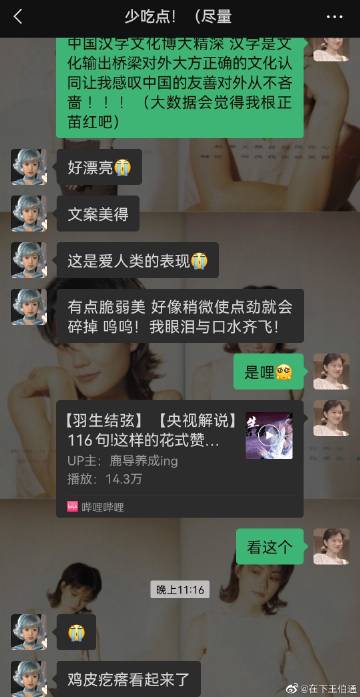 少吃点！（尽量
中国汉字文化博大精深 汉字是文
化输出桥梁对外大方正确的文化认
同让我感叹中国的友善对外从不吝
啬！！！（大数据会觉得我根正
苗红吧）
好漂亮😭
文案美得
这是爱人类的表现😭
有点脆弱美 好像稍微使点劲就会
碎掉 呜呜！我眼泪与口水齐飞！
是哩🥺
【羽生结弦】【央视解说】
116句!这样的花式赞...
UP主：鹿导养成ing
播放：14.3万
哔哩哔哩
看这个
晚上11:16
😭
鸡皮疙瘩看起来了
@在下王伯汪